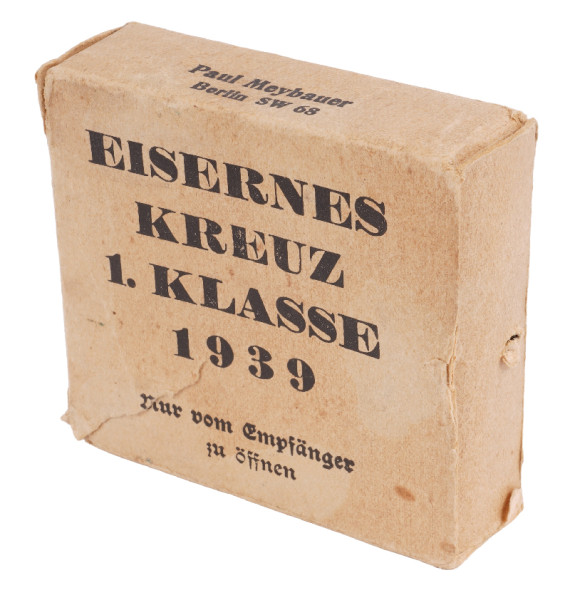 Paul Meybauer
Berlin SW 68
EISERNES
KREUZ
1. KLASSE
1939
Nur vom Empfänger
zu öffnen